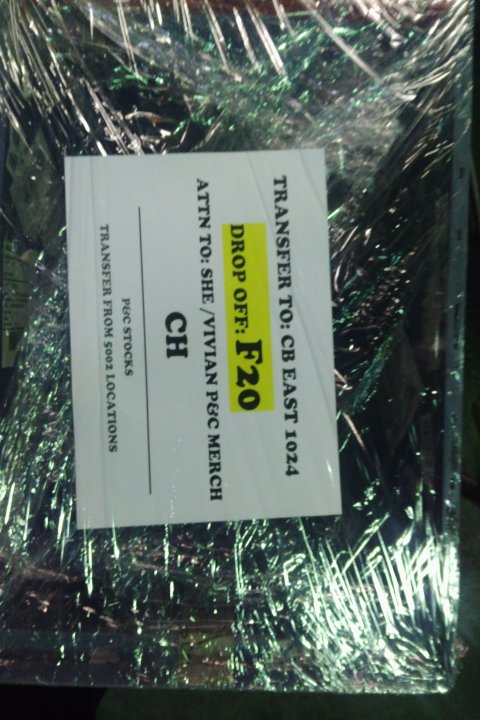 TRANSFER TO: CB EAST 1024
DROP OFF: F20
ATTN TO: SHE /VIVIAN P&C MERCH
CH
P&C STOCKS
TRANSFER FROM 5002 LOCATIONS